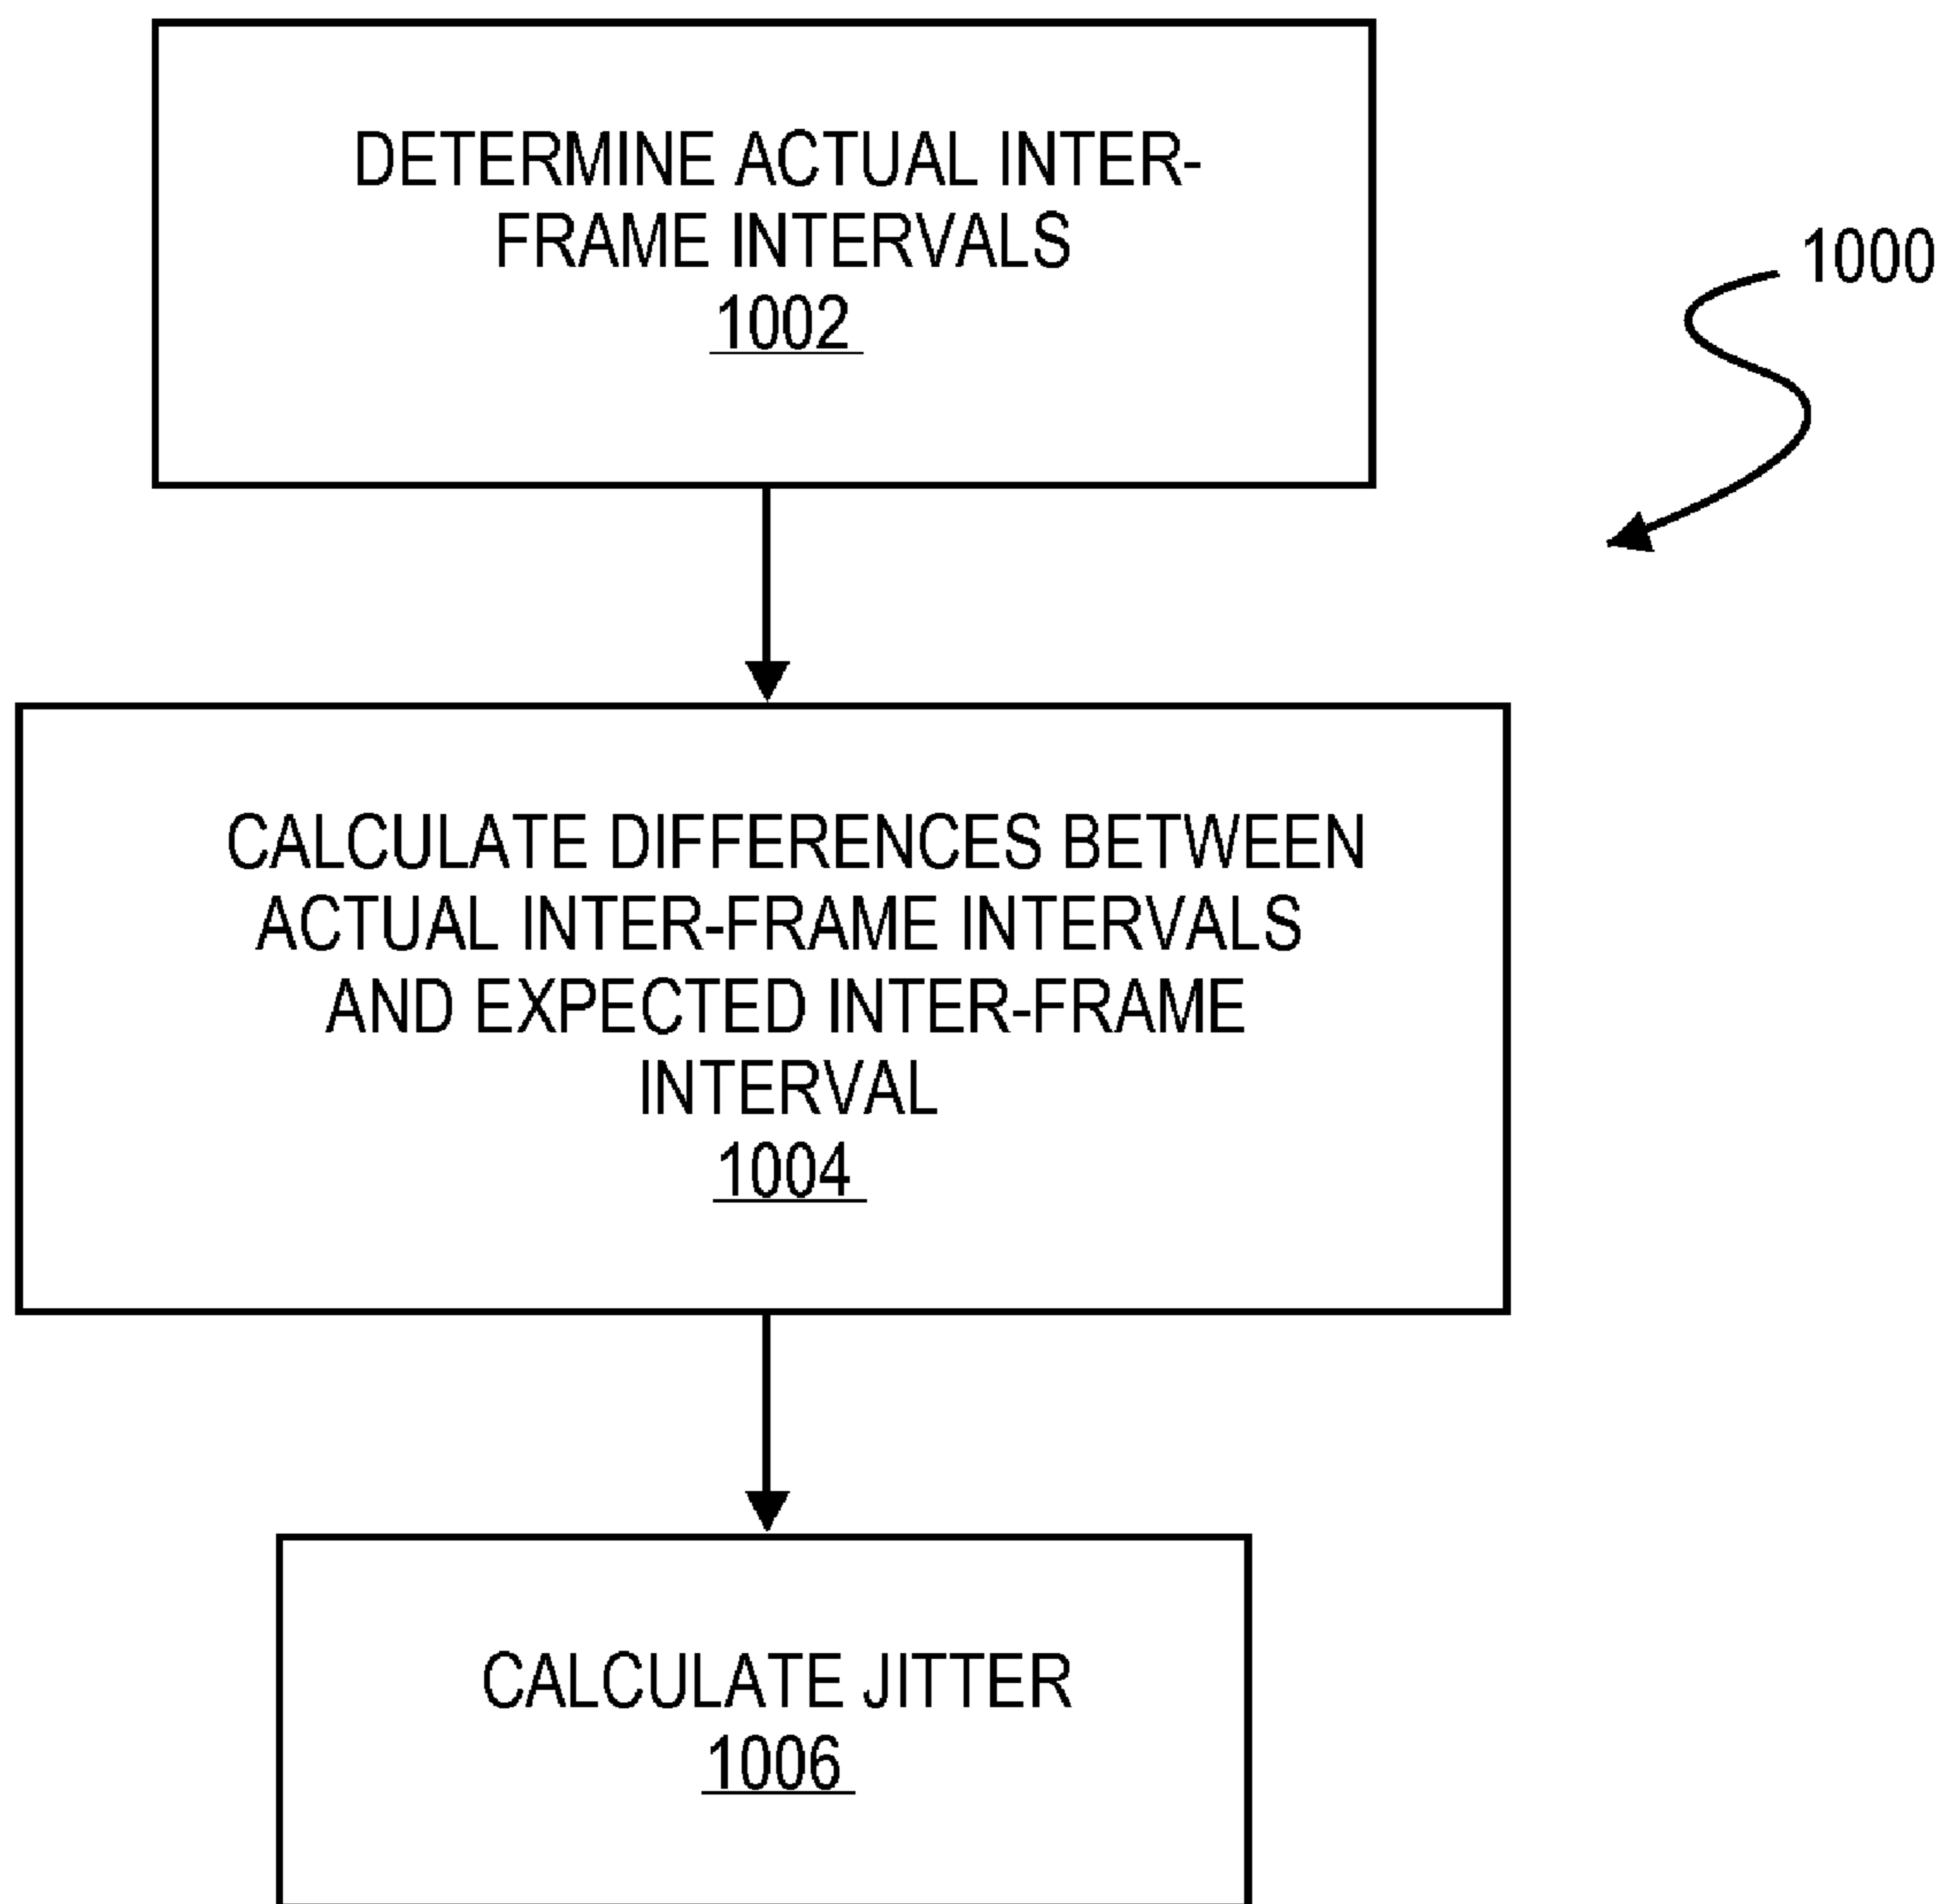 DETERMINE ACTUAL INTER-
FRAME INTERVALS
1002
1000
CALCULATE DIFFERENCES BETWEEN
ACTUAL INTER-FRAME INTERVALS
AND EXPECTED INTER-FRAME
INTERVAL
1004
CALCULATE JITTER
1006